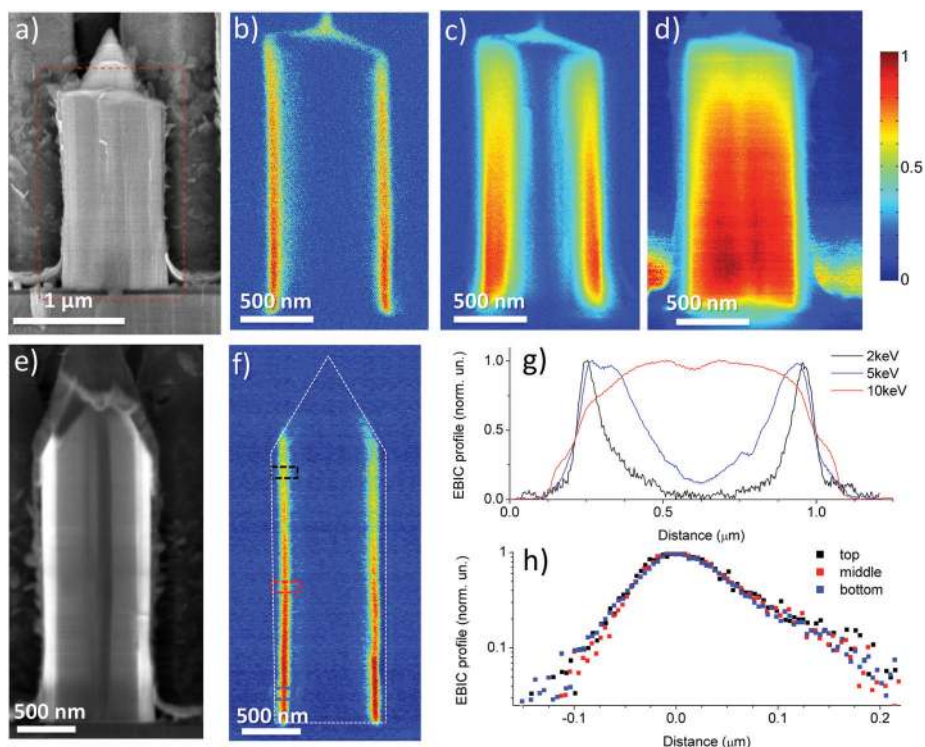 a)
1 µm
b)
500 nm
c)
500 nm
d)
500 nm
1
0.5
0
e)
500 nm
f)
500 nm
g)
EBIC profile (norm. un.)
1.0
0.5
0.0
0.0
0.5
1.0
Distance (µm)
2keV
5keV
10keV
h)
EBIC profile (norm. un.)
1
0.1
-0.1
0.0
0.1
0.2
Distance (µm)
top
middle
bottom